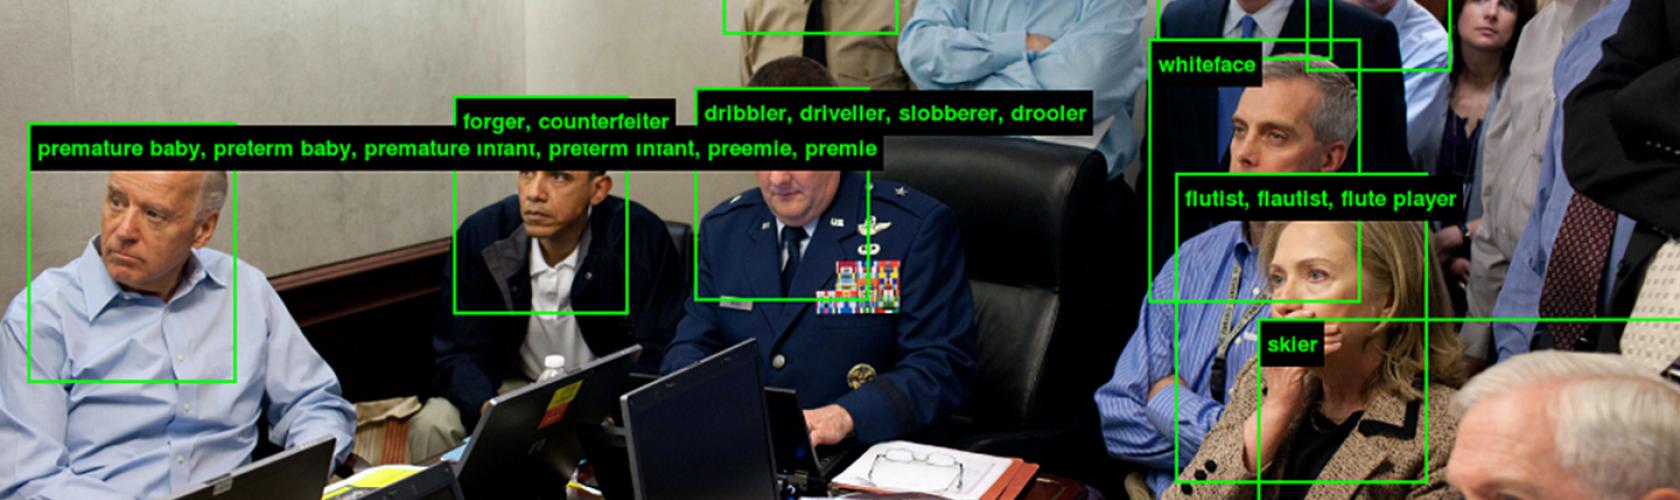 whiteface
forger, counterfeiter
dribbler, driveller, slobberer, drooler
premature baby, preterm baby, premature infant, preterm infant, preemie, premie
flutist, flautist, flute player
skier